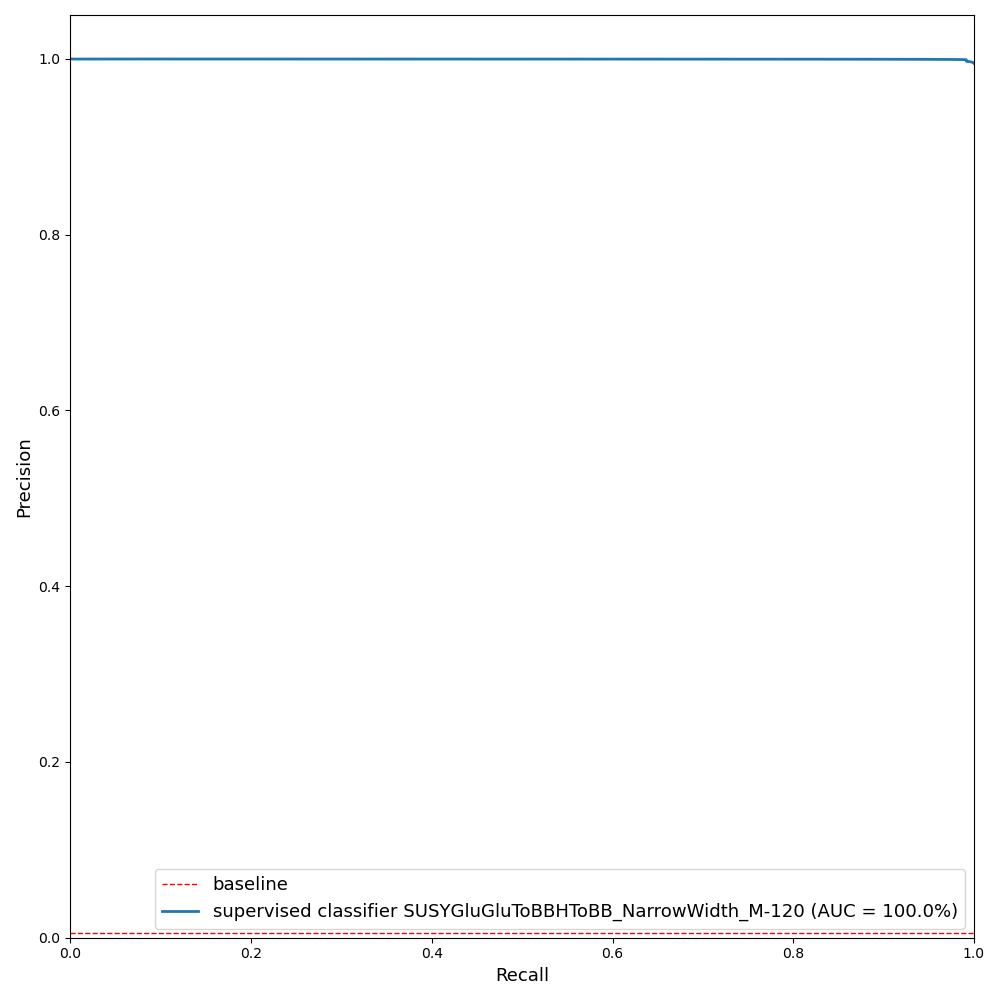 1.0
0.8
0.6
0.4
0.2
0.0
Precision
baseline
supervised classifier SUSYGluGluToBBHToBB_NarrowWidth_M-120 (AUC = 100.0%)
0.0 0.2 0.4 0.6 0.8 1.0
Recall